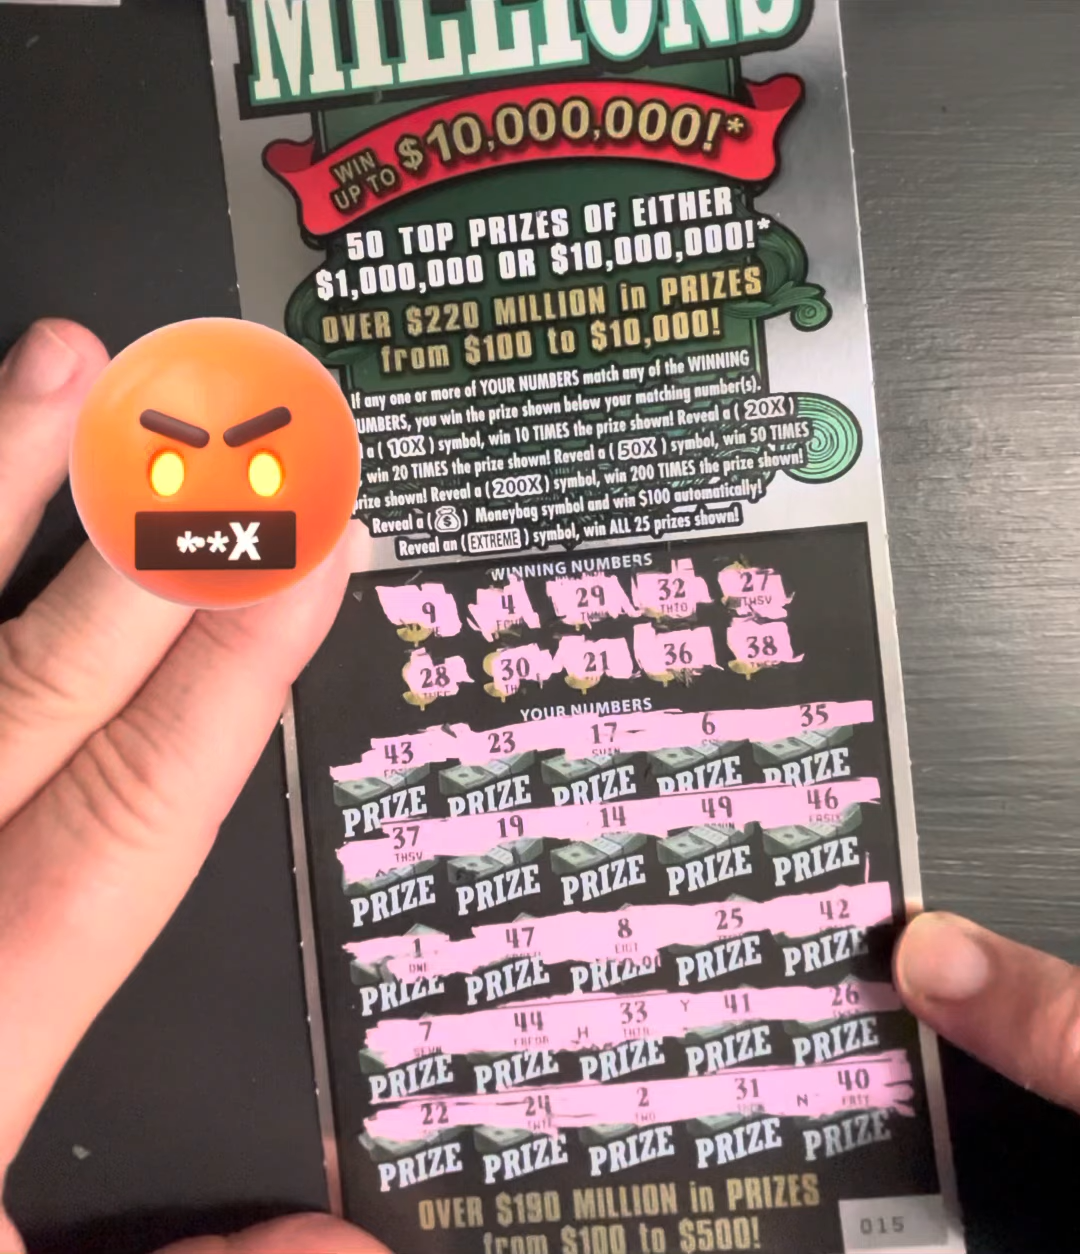 MILLIONS
WIN UP TO $10,000,000!*
50 TOP PRIZES OF EITHER
$1,000,000 OR $10,000,000!*
OVER $220 MILLION in PRIZES
from $100 to $10,000!
If any one or more of YOUR NUMBERS match any of the WINNING
UMBERS, you win the prize shown below your matching number(s).
a (10X) symbol, win 10 TIMES the prize shown! Reveal a (20X)
, win 20 TIMES the prize shown! Reveal a (50X) symbol, win 50 TIMES
prize shown! Reveal a (200X) symbol, win 200 TIMES the prize shown!
Reveal a ( $ ) Moneybag symbol and win $100 automatically!
Reveal an (EXTREME) symbol, win ALL 25 prizes shown!
**X
WINNING NUMBERS
9 4 29 32 27
THTO THSV
28 30 21 36 38
YOUR NUMBERS
43 23 17 6 35
PRIZE PRIZE PRIZE PRIZE PRIZE
37 19 14 49 46
THSV
PRIZE PRIZE PRIZE PRIZE PRIZE
1 47 8 25 42
ONE EIGT
PRIZE PRIZE PRIZE PRIZE PRIZE
7 44 H 33 Y 41 26
SEVN THTH
PRIZE PRIZE PRIZE PRIZE PRIZE
22 24 2 31 N 40
TWO
PRIZE PRIZE PRIZE PRIZE PRIZE
OVER $190 MILLION in PRIZES
from $100 to $500!
015